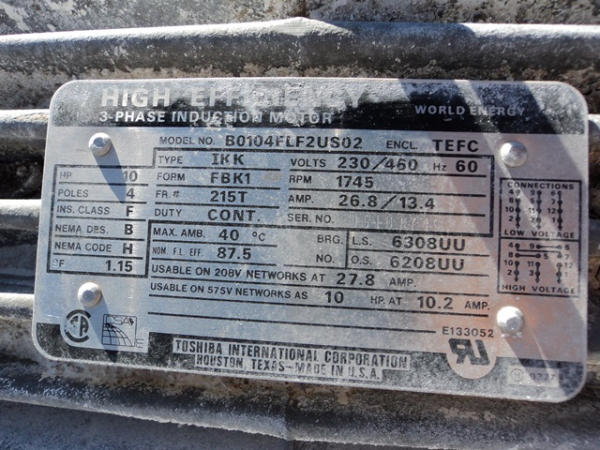 HIGH EFFICIENCY
3-PHASE INDUCTION MOTOR WORLD ENERGY
MODEL NO. B0104FLF2US02 ENCL. TEFC
HP 10
POLES 4
INS. CLASS F
NEMA DES. B
NEMA CODE H
SF 1.15
TYPE IKK VOLTS 230/460 Hz 60
FORM FBK1 RPM 1745
FR.# 215T AMP. 26.8/13.4
DUTY CONT. SER. NO.
MAX. AMB. 40 °C BRG. L.S. 6308UU
NOM. F.L. EFF. 87.5 NO. O.S. 6208UU
USABLE ON 208V NETWORKS AT 27.8 AMP.
USABLE ON 575V NETWORKS AS 10 HP. AT 10.2 AMP.
CONNECTIONS
LOW VOLTAGE
HIGH VOLTAGE
E133052
TOSHIBA INTERNATIONAL CORPORATION
HOUSTON, TEXAS-MADE IN U.S.A.